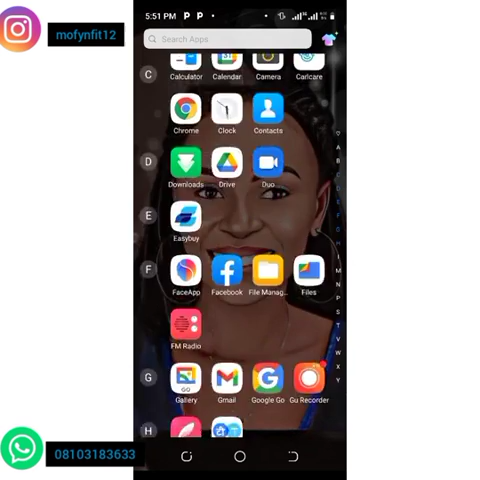 mofynfit12
5:51 PM
Search Apps
C
Calculator Calendar Camera Carlcare
Chrome Clock Contacts
D
Downloads Drive Duo
E
Easybuy
F
FaceApp Facebook File Manag... Files
FM Radio
G
GO
Gallery Gmail Google Go Gu Recorder
H
08103183633